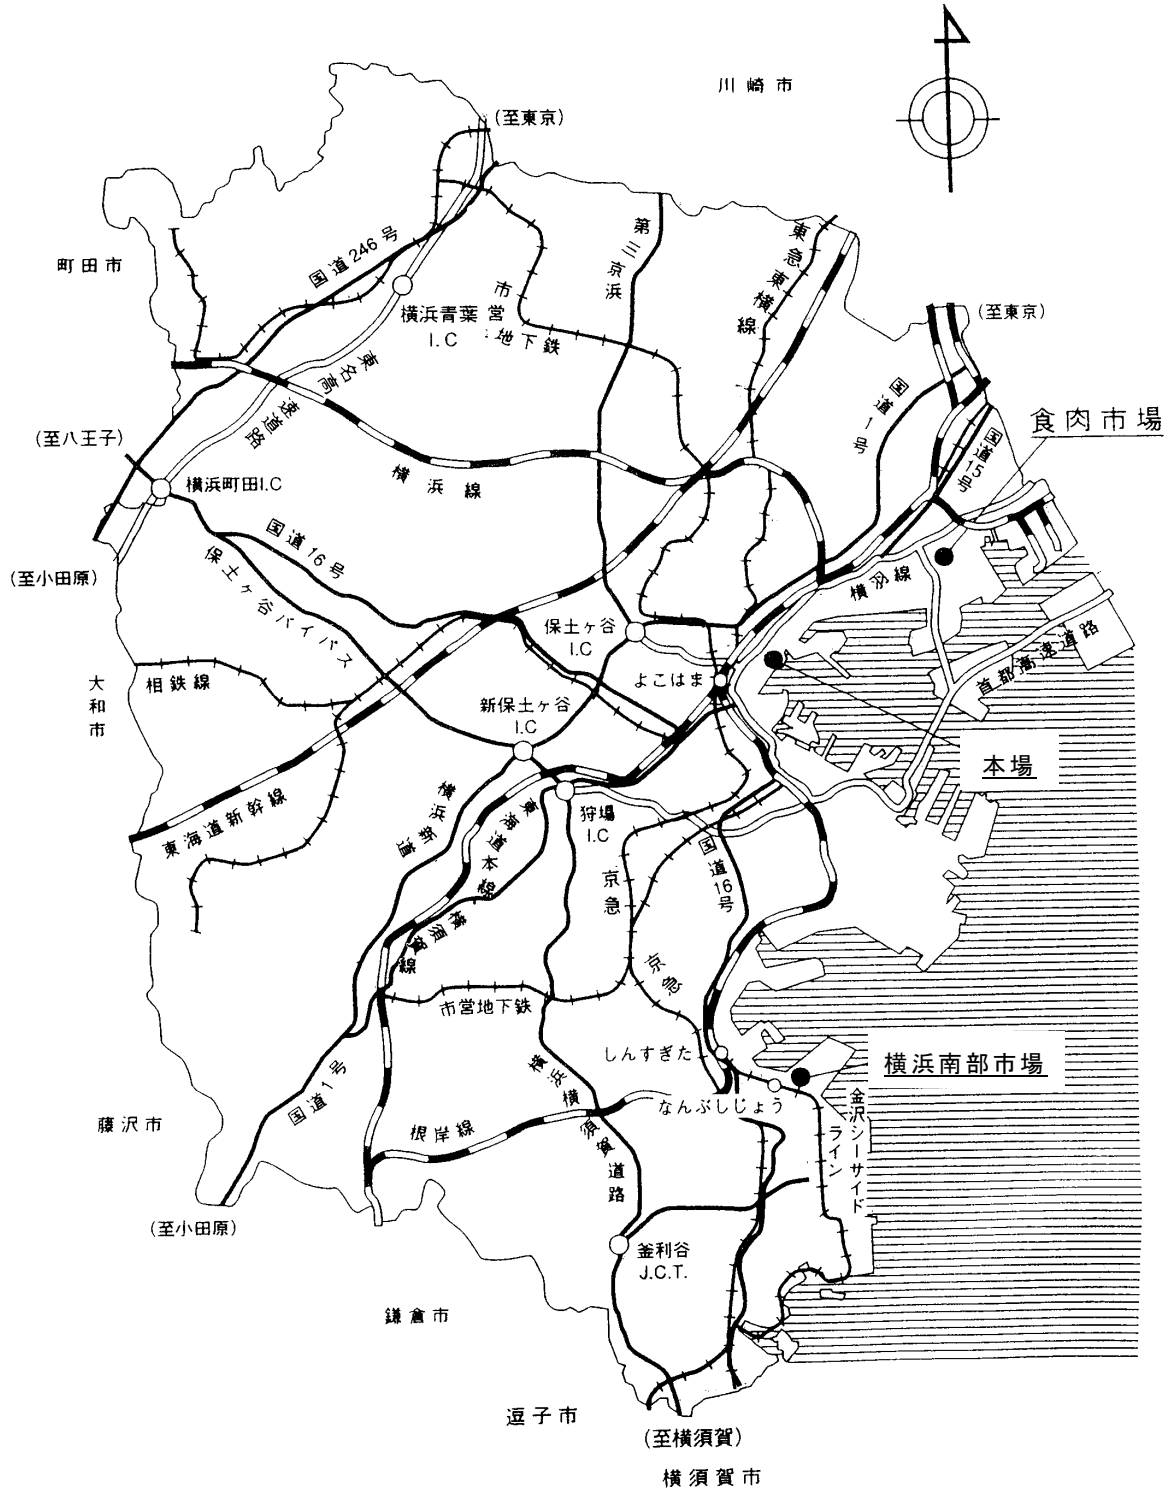 川崎市
(至東京)
町田市
国道246号
第三京浜
東急東横線
横浜青葉
I.C
市営地下鉄
(至東京)
東名高速道路
国道1号
食肉市場
国道15号
(至八王子)
横浜線
横浜町田I.C
国道16号
保土ヶ谷バイパス
(至小田原)
横羽線
保土ヶ谷
I.C
首都高速道路
よこはま
大和市
相鉄線
新保土ヶ谷
I.C
本場
東海道新幹線
横浜新道
東海道本線
狩場
I.C
国道16号
京急
横須賀線
京急
市営地下鉄
しんすぎた
横浜南部市場
なんぶしじょう
金沢シーサイド
ライン
国道1号
横浜横須賀道路
藤沢市
根岸線
(至小田原)
釜利谷
J.C.T.
鎌倉市
逗子市
(至横須賀)
横須賀市